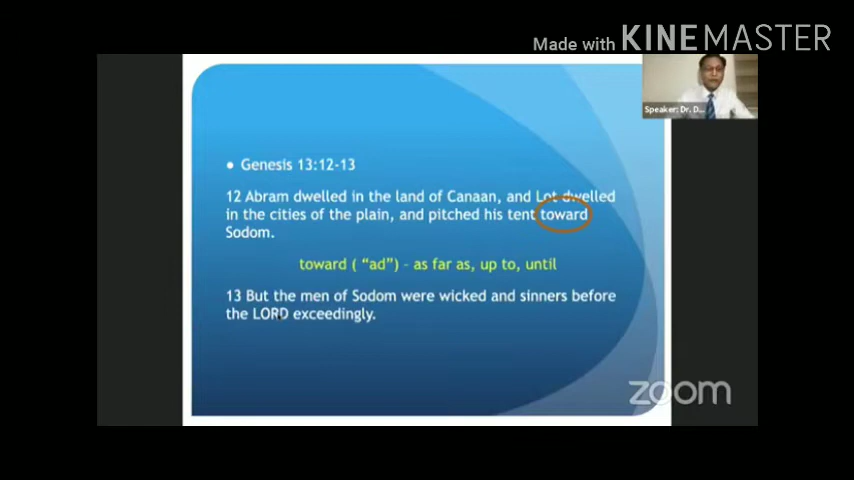 Made with KINEMASTER
Speaker: Dr. D...
● Genesis 13:12-13
12 Abram dwelled in the land of Canaan, and Lot dwelled
in the cities of the plain, and pitched his tent toward
Sodom.
toward ( “ad”) – as far as, up to, until
13 But the men of Sodom were wicked and sinners before
the LORD exceedingly.
zoom